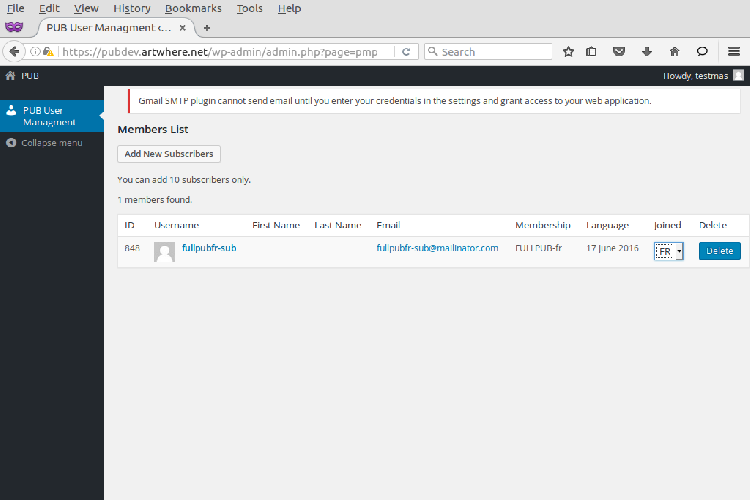 File Edit View History Bookmarks Tools Help
PUB User Managment c... × +
https://pubdev.artwhere.net/wp-admin/admin.php?page=pmp Search
PUB Howdy, testmas
PUB User Managment
Collapse menu
Gmail SMTP plugin cannot send email until you enter your credentials in the settings and grant access to your web application.
Members List
Add New Subscribers
You can add 10 subscribers only.
1 members found.
ID Username First Name Last Name Email Membership Language Joined Delete
848 fullpubfr-sub fullpubfr-sub@mailinator.com FULLPUB-fr 17 June 2016 FR Delete